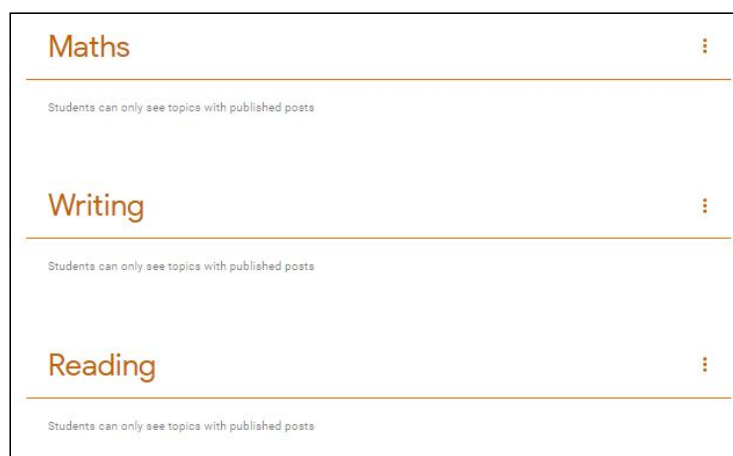 Maths
Students can only see topics with published posts
Writing
Students can only see topics with published posts
Reading
Students can only see topics with published posts